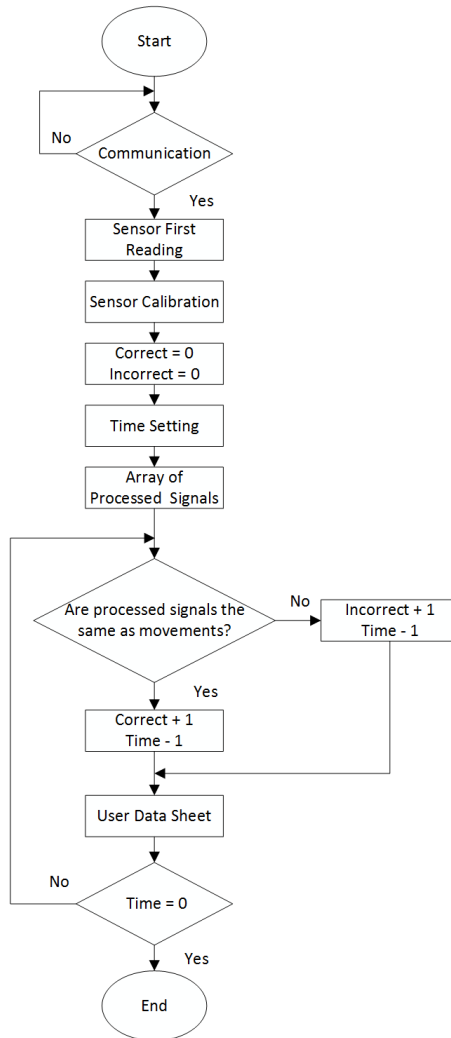 Start
No
Communication
Yes
Sensor First
Reading
Sensor Calibration
Correct = 0
Incorrect = 0
Time Setting
Array of
Processed Signals
Are processed signals the
same as movements?
No
Incorrect + 1
Time - 1
Yes
Correct + 1
Time - 1
User Data Sheet
No
Time = 0
Yes
End